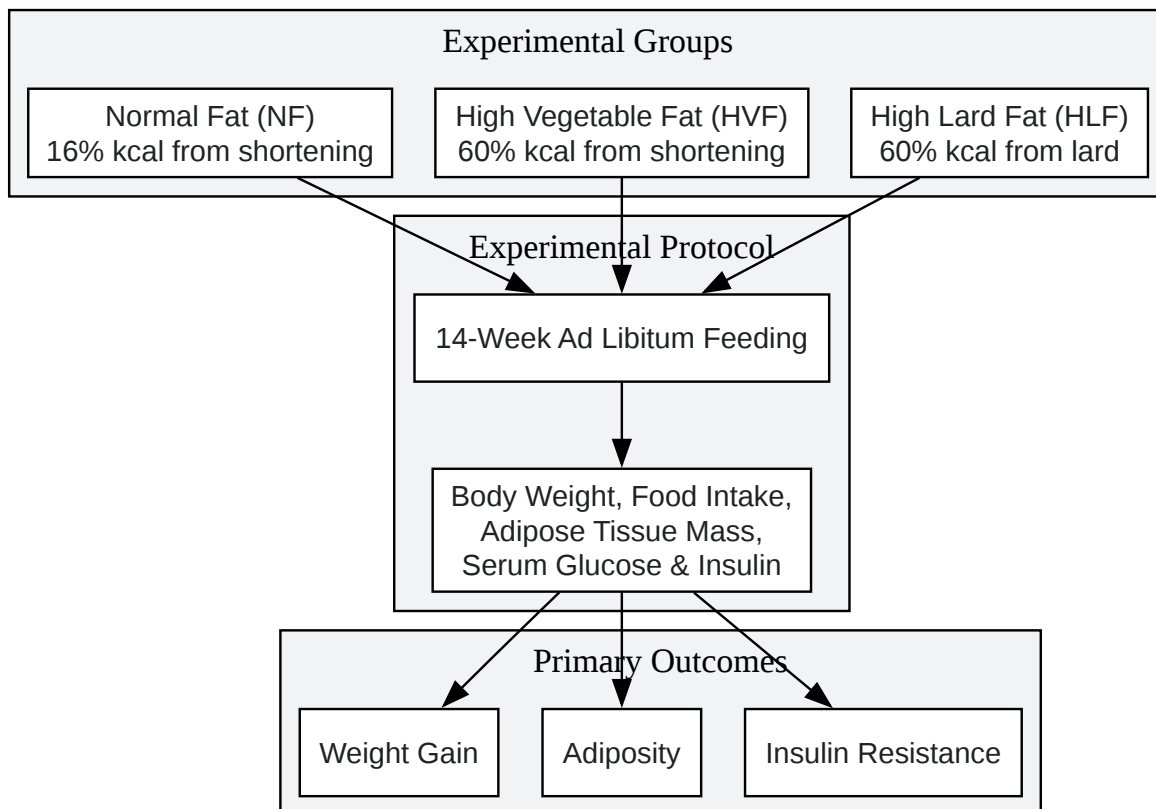 Experimental Groups
Normal Fat (NF)
16% kcal from shortening
High Vegetable Fat (HVF)
60% kcal from shortening
High Lard Fat (HLF)
60% kcal from lard
Experimental Protocol
14-Week Ad Libitum Feeding
Body Weight, Food Intake,
Adipose Tissue Mass,
Serum Glucose & Insulin
Primary Outcomes
Weight Gain
Adiposity
Insulin Resistance